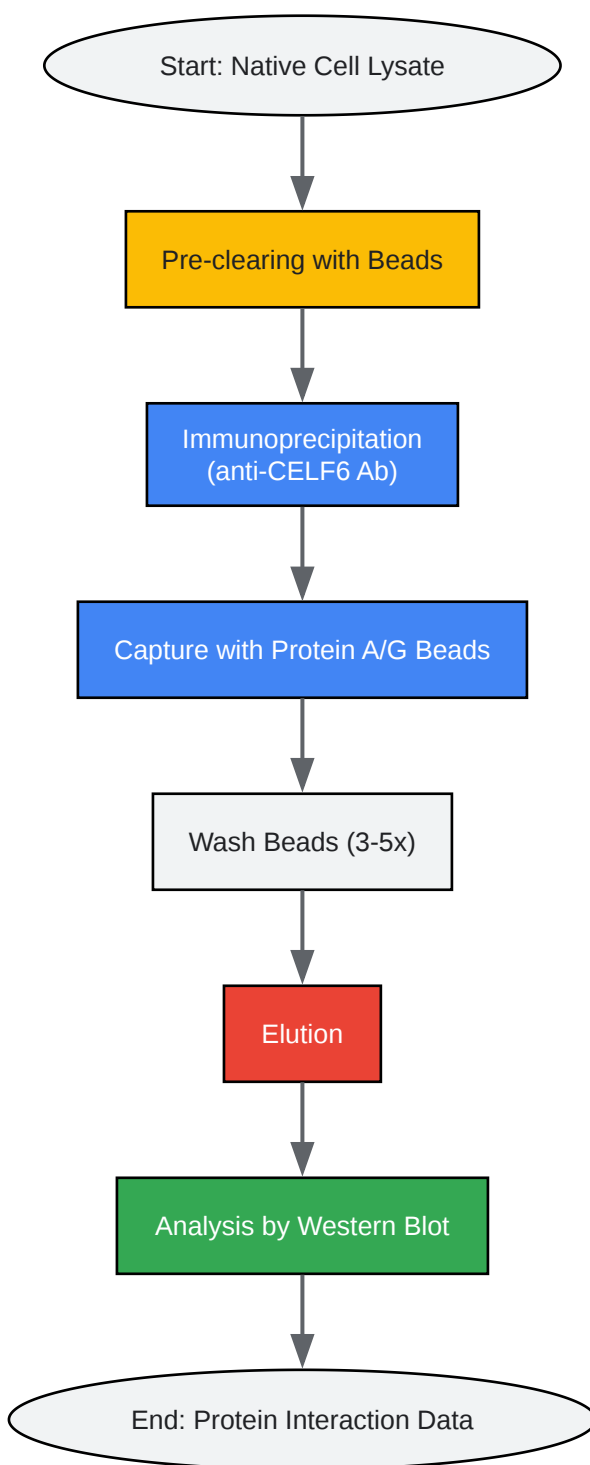 Start: Native Cell Lysate
Pre-clearing with Beads
Immunoprecipitation
(anti-CELF6 Ab)
Capture with Protein A/G Beads
Wash Beads (3-5x)
Elution
Analysis by Western Blot
End: Protein Interaction Data